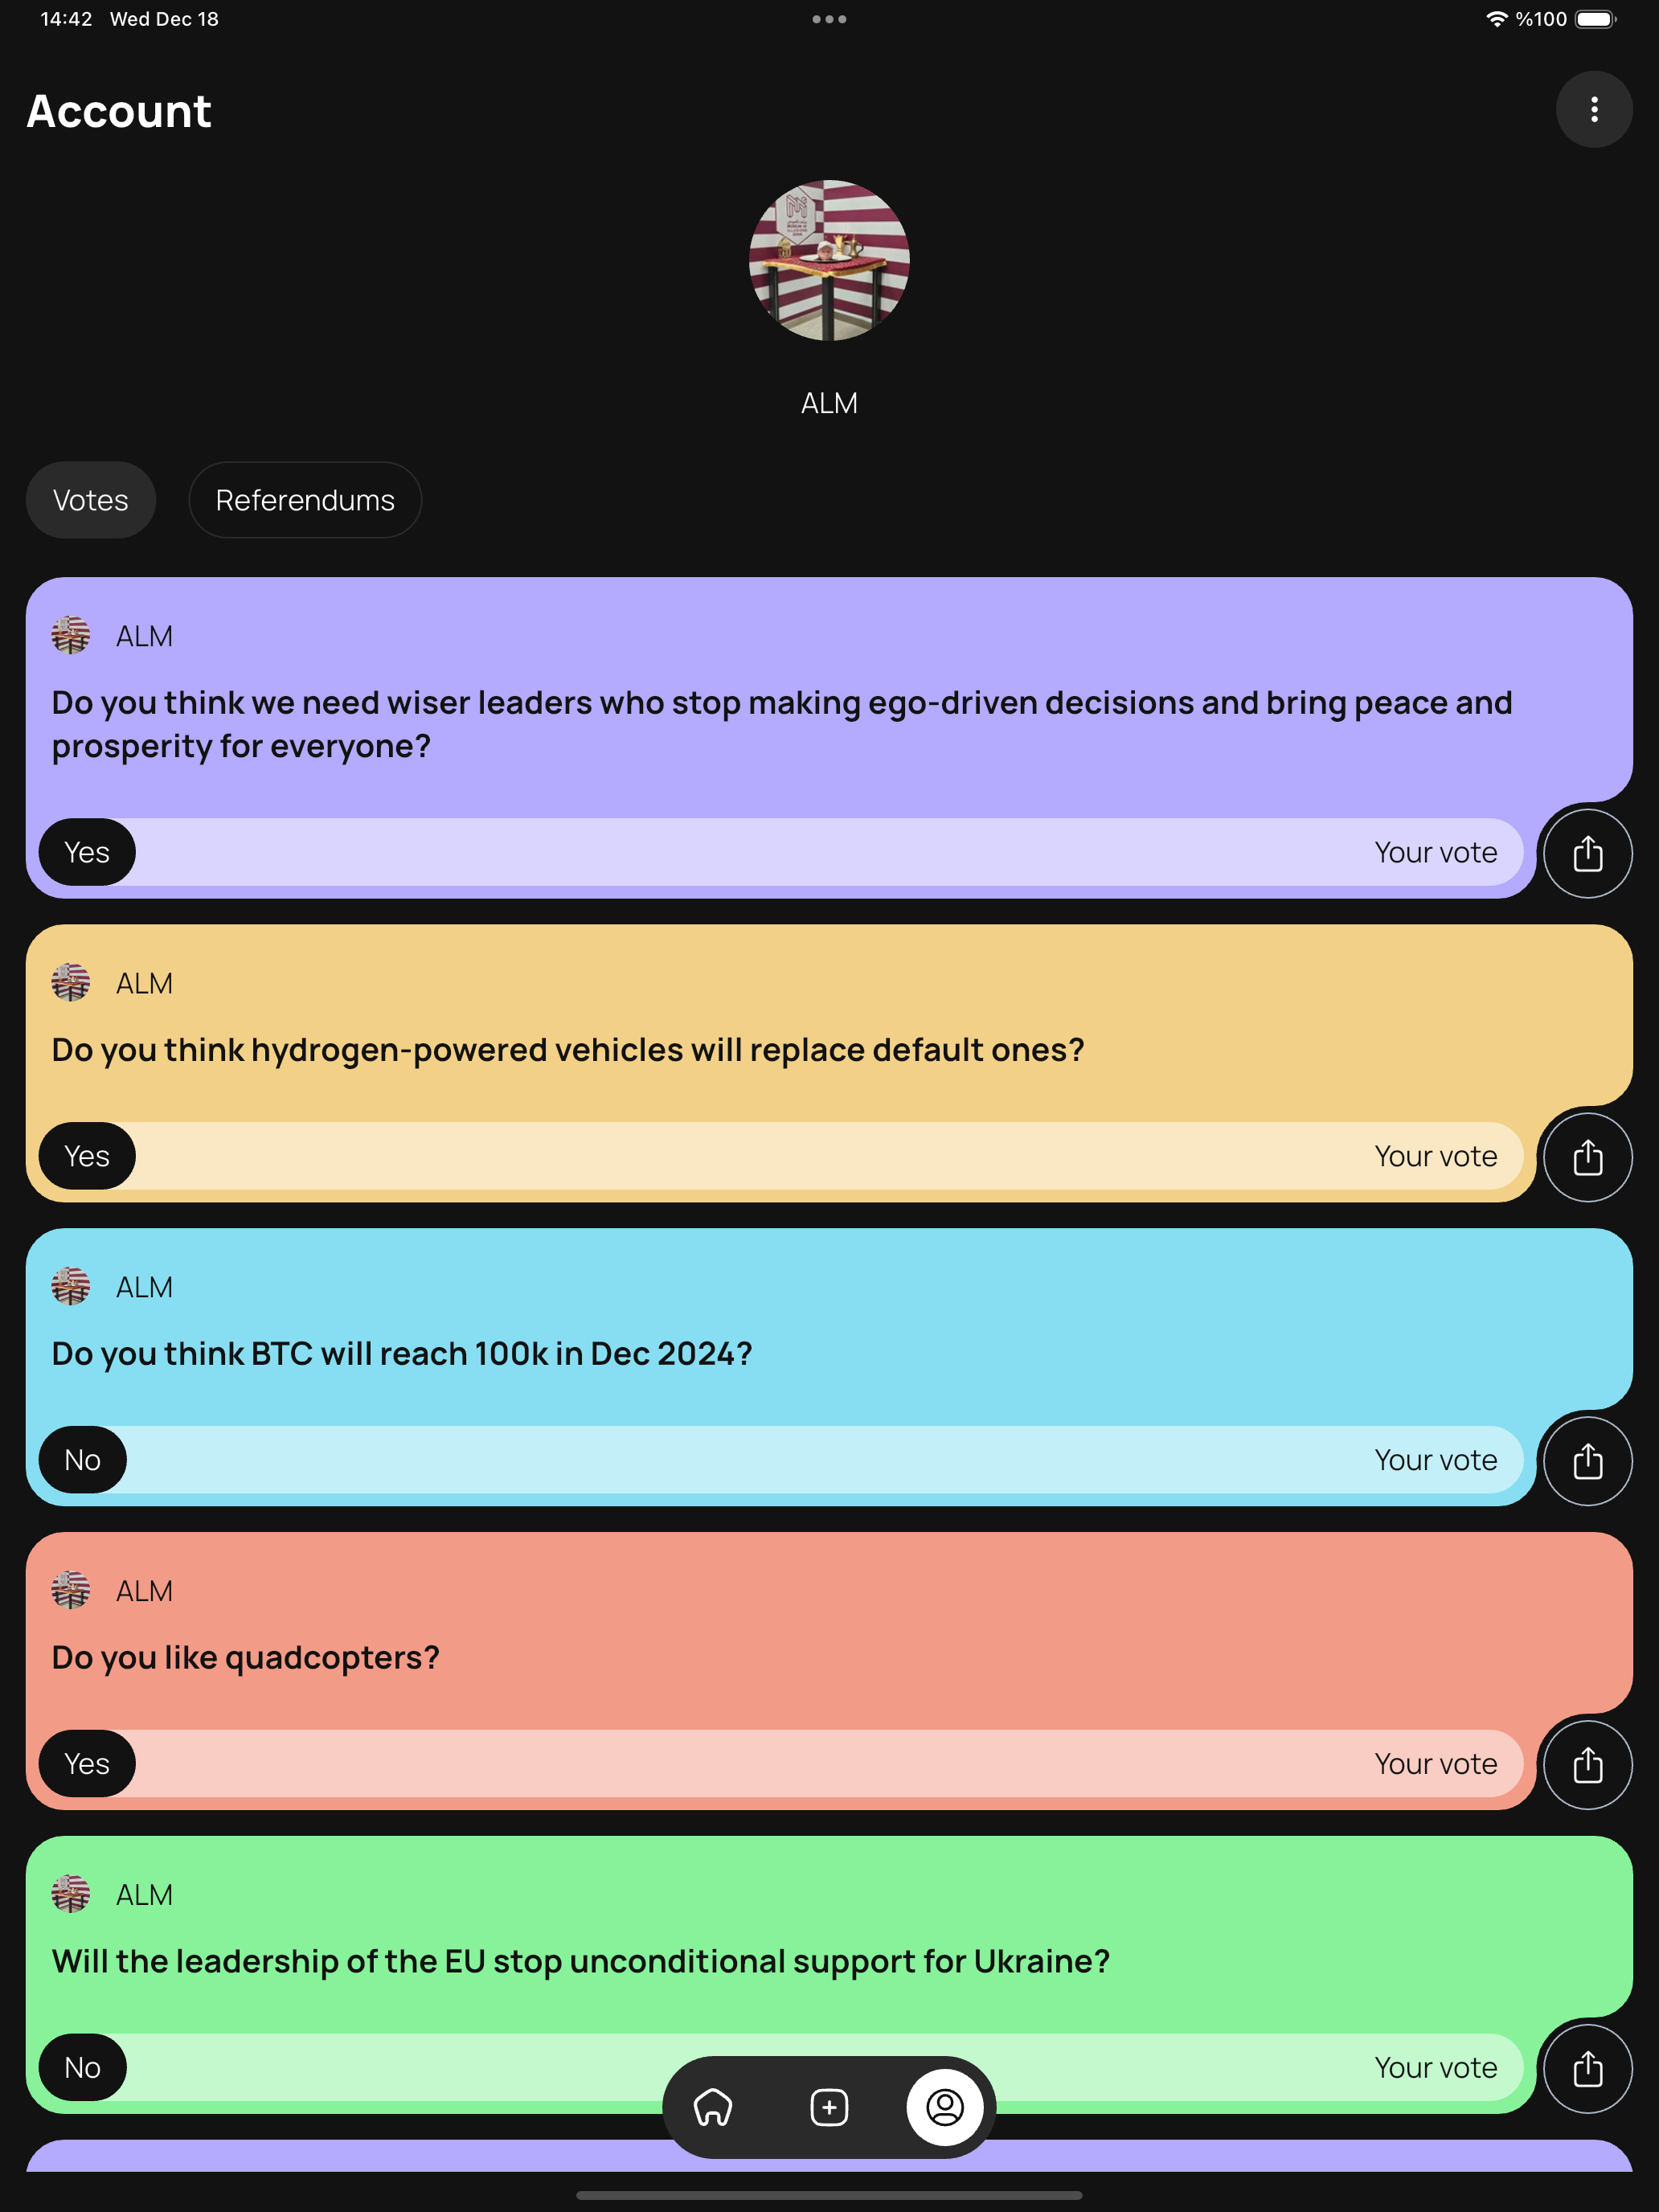 14:42 Wed Dec 18
%100
Account
ALM
Votes
Referendums
ALM
Do you think we need wiser leaders who stop making ego-driven decisions and bring peace and
prosperity for everyone?
Yes
Your vote
ALM
Do you think hydrogen-powered vehicles will replace default ones?
Yes
Your vote
ALM
Do you think BTC will reach 100k in Dec 2024?
No
Your vote
ALM
Do you like quadcopters?
Yes
Your vote
ALM
Will the leadership of the EU stop unconditional support for Ukraine?
No
Your vote